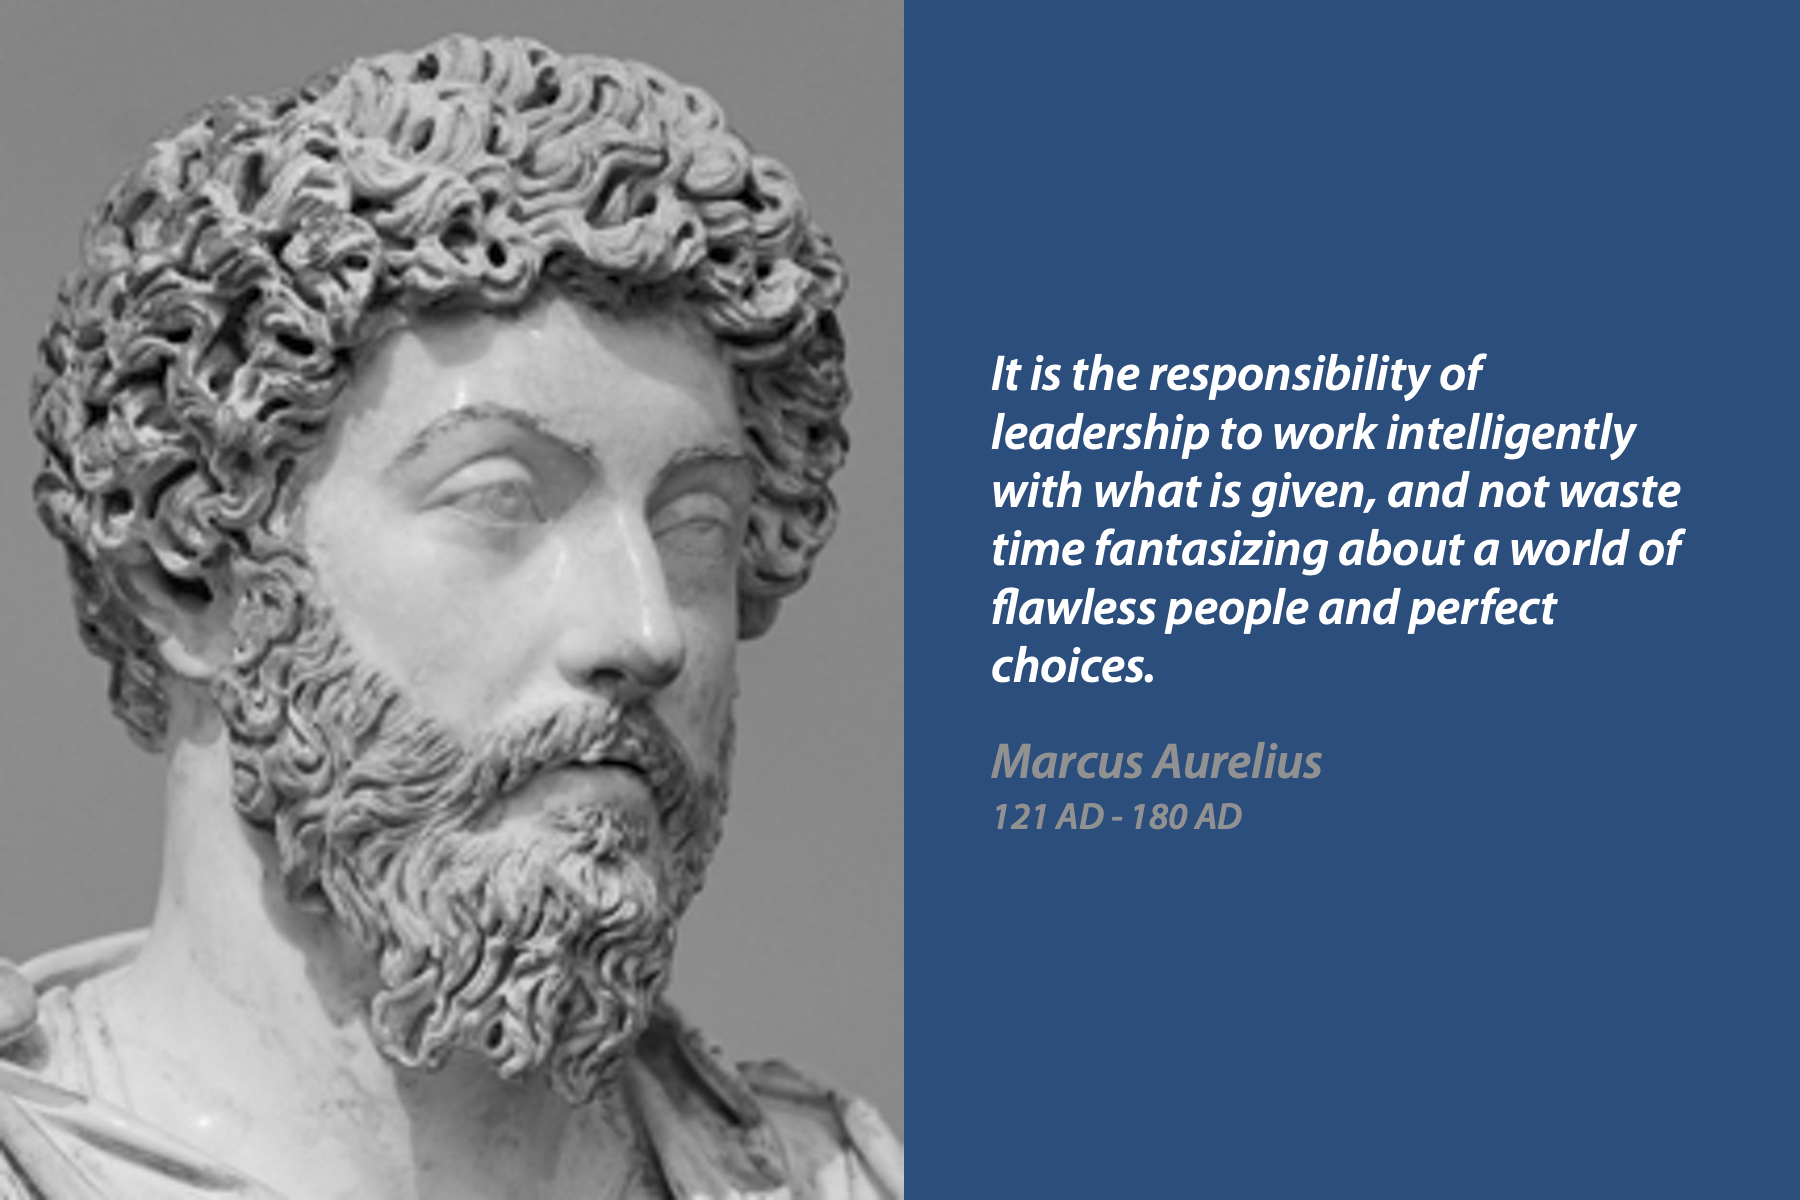 It is the responsibility of
leadership to work intelligently
with what is given, and not waste
time fantasizing about a world of
flawless people and perfect
choices.
Marcus Aurelius
121 AD - 180 AD